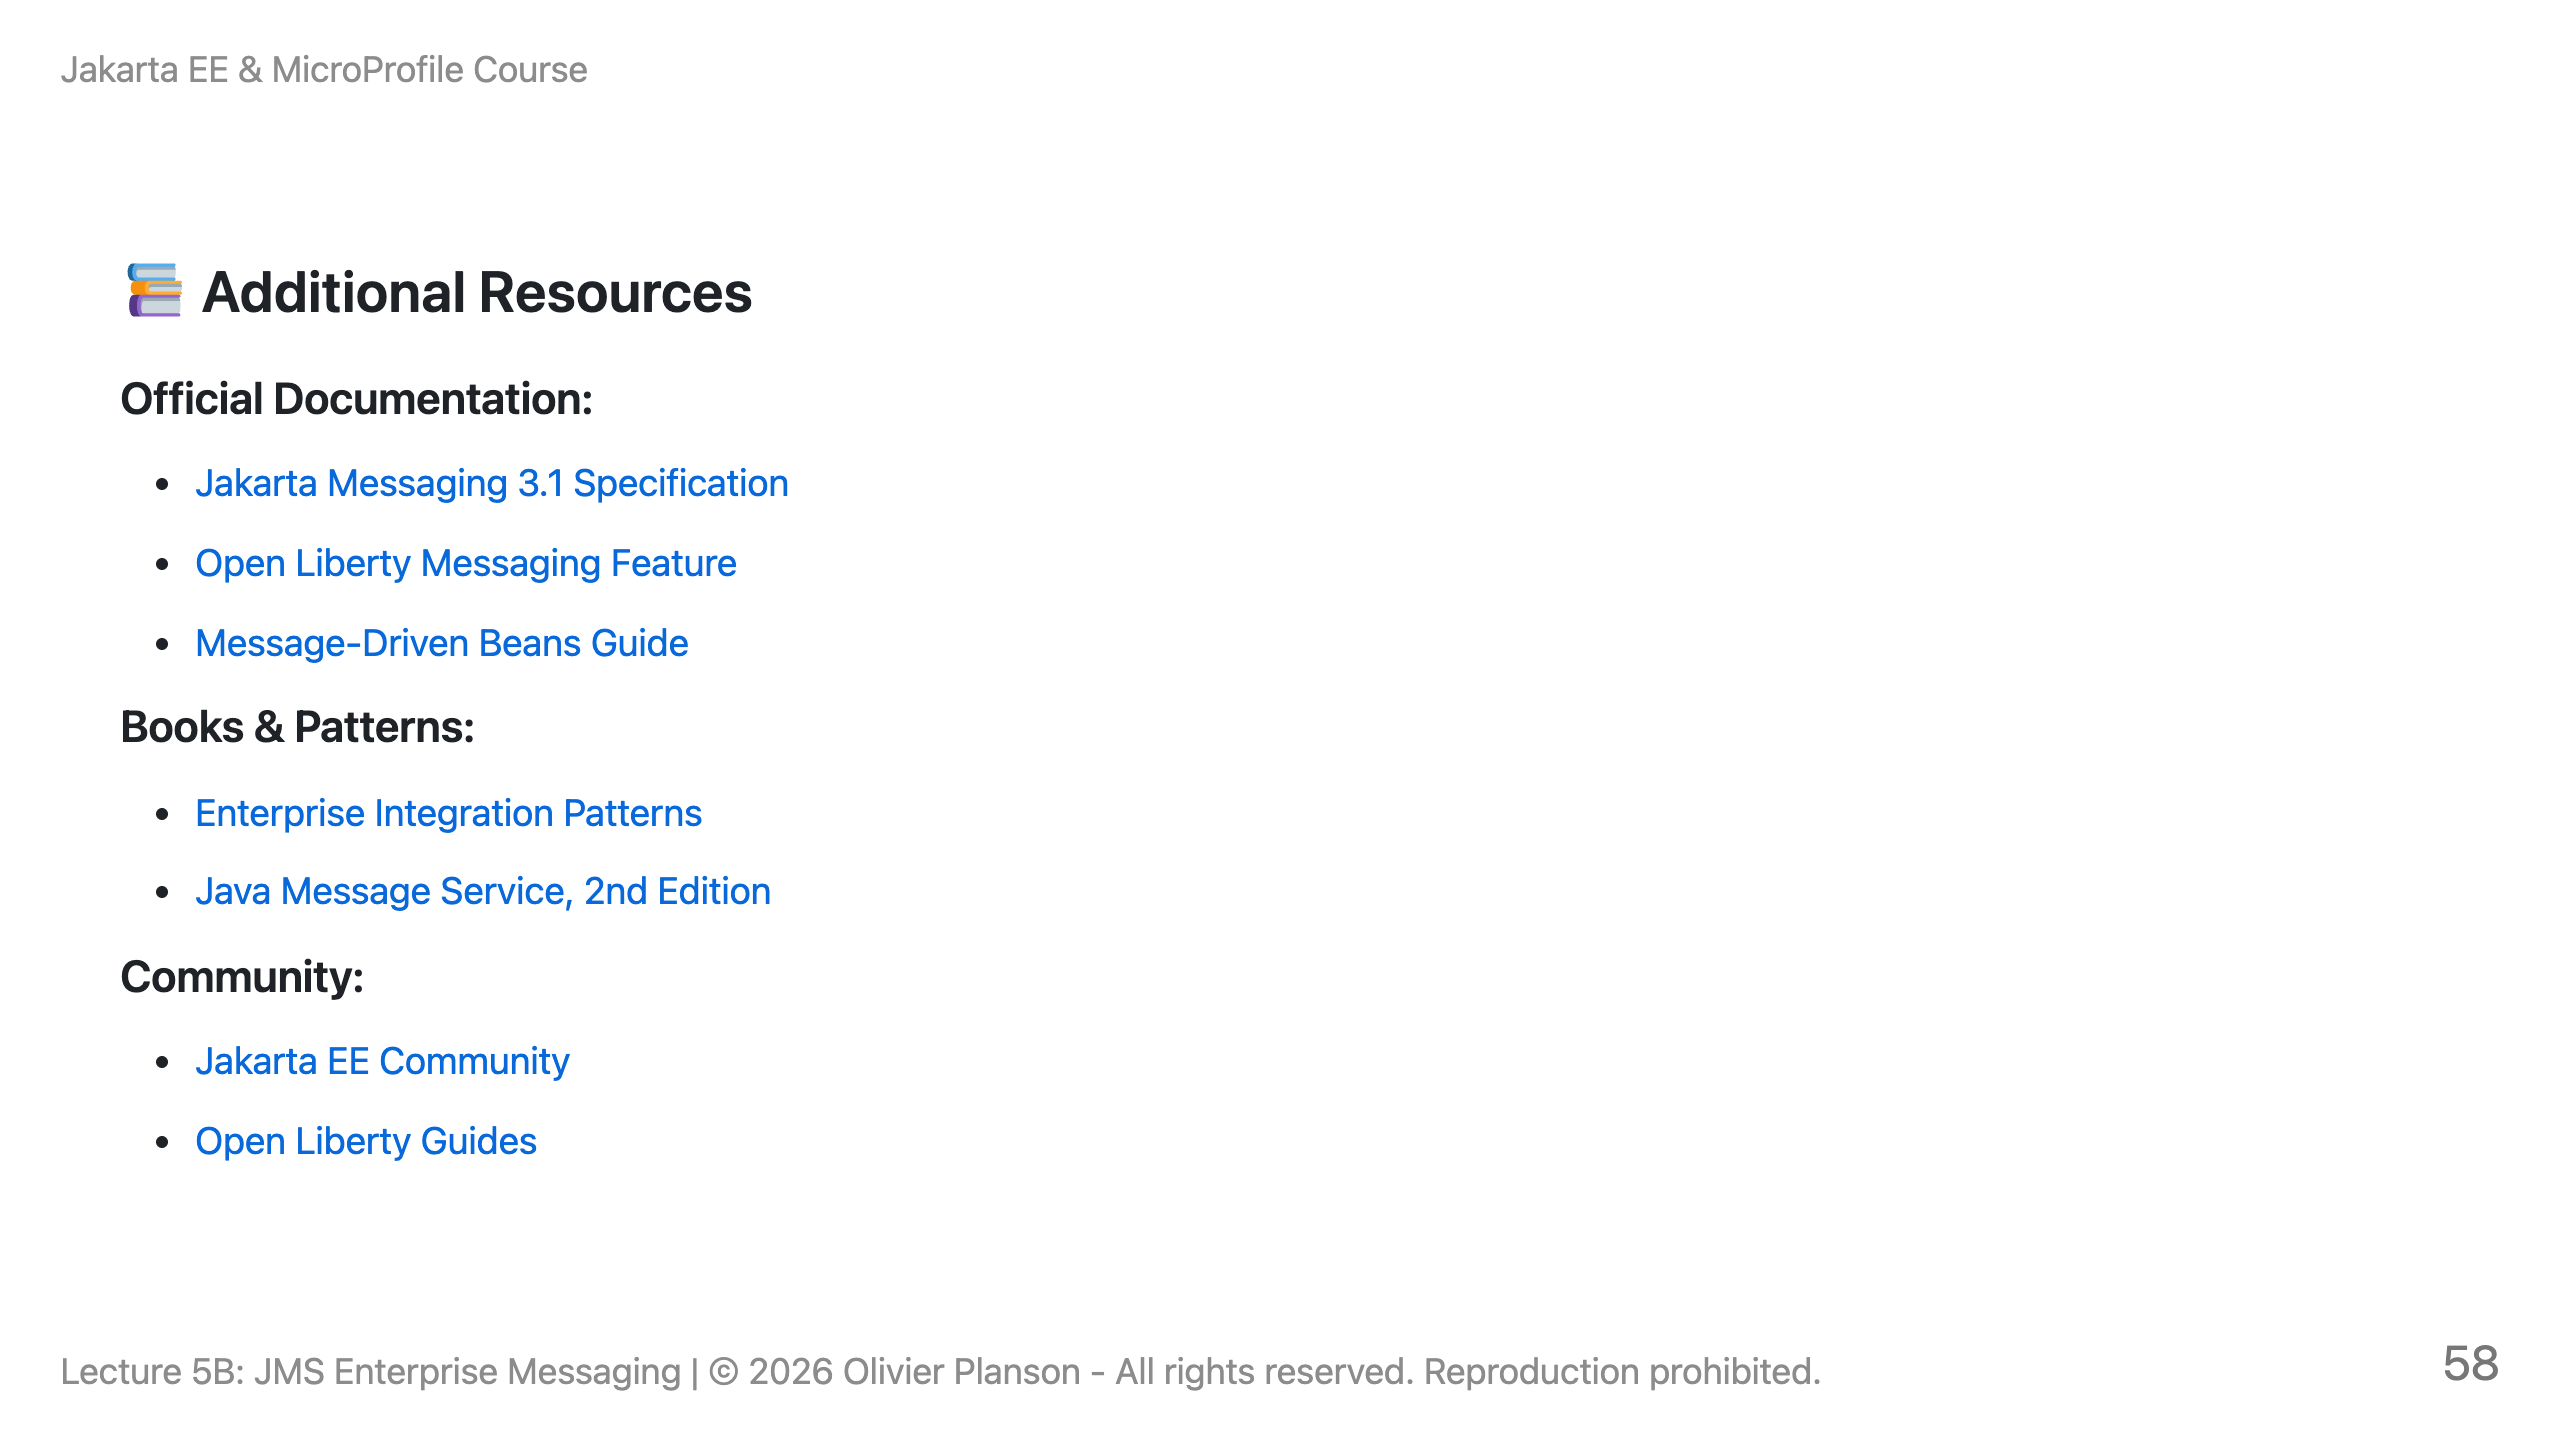 Jakarta EE & MicroProfile Course
📚 Additional Resources
Official Documentation:
• Jakarta Messaging 3.1 Specification
• Open Liberty Messaging Feature
• Message-Driven Beans Guide
Books & Patterns:
• Enterprise Integration Patterns
• Java Message Service, 2nd Edition
Community:
• Jakarta EE Community
• Open Liberty Guides
Lecture 5B: JMS Enterprise Messaging | © 2026 Olivier Planson - All rights reserved. Reproduction prohibited.
58